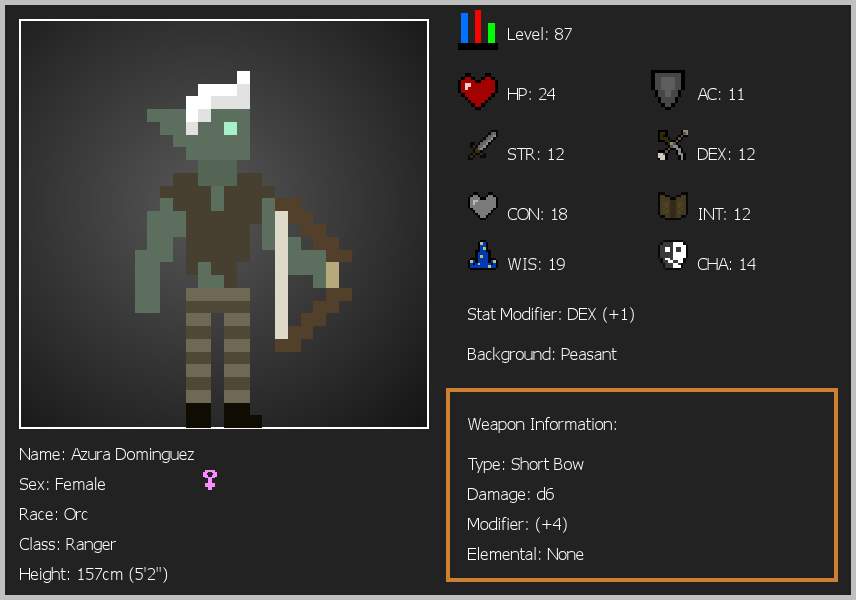 Level: 87
HP: 24
AC: 11
STR: 12
DEX: 12
CON: 18
INT: 12
WIS: 19
CHA: 14
Stat Modifier: DEX (+1)
Background: Peasant
Weapon Information:
Type: Short Bow
Damage: d6
Modifier: (+4)
Elemental: None
Name: Azura Dominguez
Sex: Female
Race: Orc
Class: Ranger
Height: 157cm (5'2")